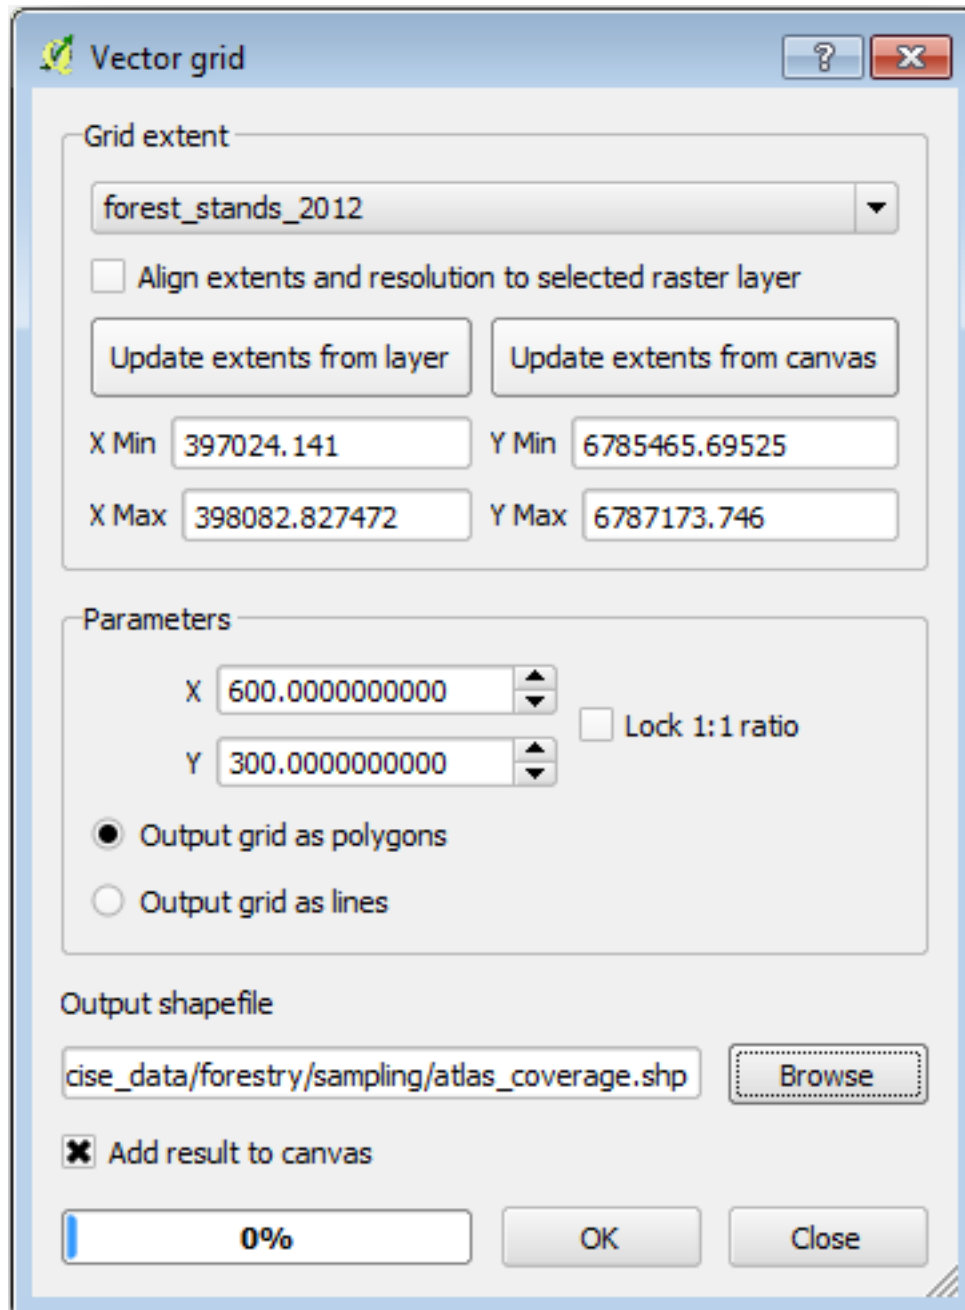 Vector grid
?
Grid extent
forest_stands_2012
Align extents and resolution to selected raster layer
Update extents from layer Update extents from canvas
X Min 397024.141 Y Min 6785465.69525
X Max 398082.827472 Y Max 6787173.746
Parameters
X 600.0000000000
Lock 1:1 ratio
Y 300.0000000000
Output grid as polygons
Output grid as lines
Output shapefile
cise_data/forestry/sampling/atlas_coverage.shp Browse
Add result to canvas
0% OK Close